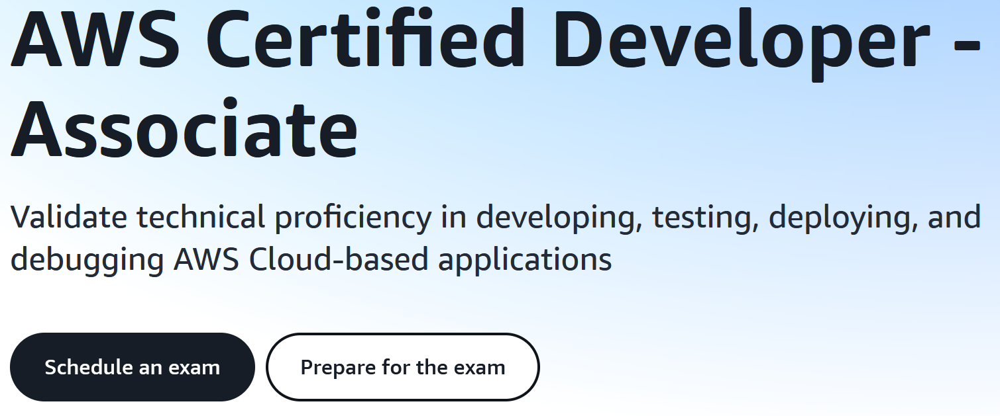 AWS Certified Developer -
Associate
Validate technical proficiency in developing, testing, deploying, and
debugging AWS Cloud-based applications
Schedule an exam
Prepare for the exam